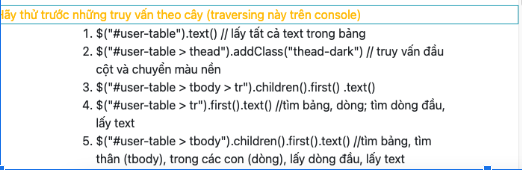 Hãy thử trước những truy vấn theo cây (traversing này trên console)
1. $("#user-table").text() // lấy tất cả text trong bảng
2. $("#user-table > thead").addClass("thead-dark") // truy vấn đầu
cột và chuyển màu nền
3. $("#user-table > tbody > tr").children().first() .text()
4. $("#user-table > tr").first().text() //tìm bảng, dòng; tìm dòng đầu,
lấy text
5. $("#user-table > tbody").children().first().text() //tìm bảng, tìm
thân (tbody), trong các con (dòng), lấy dòng đầu, lấy text